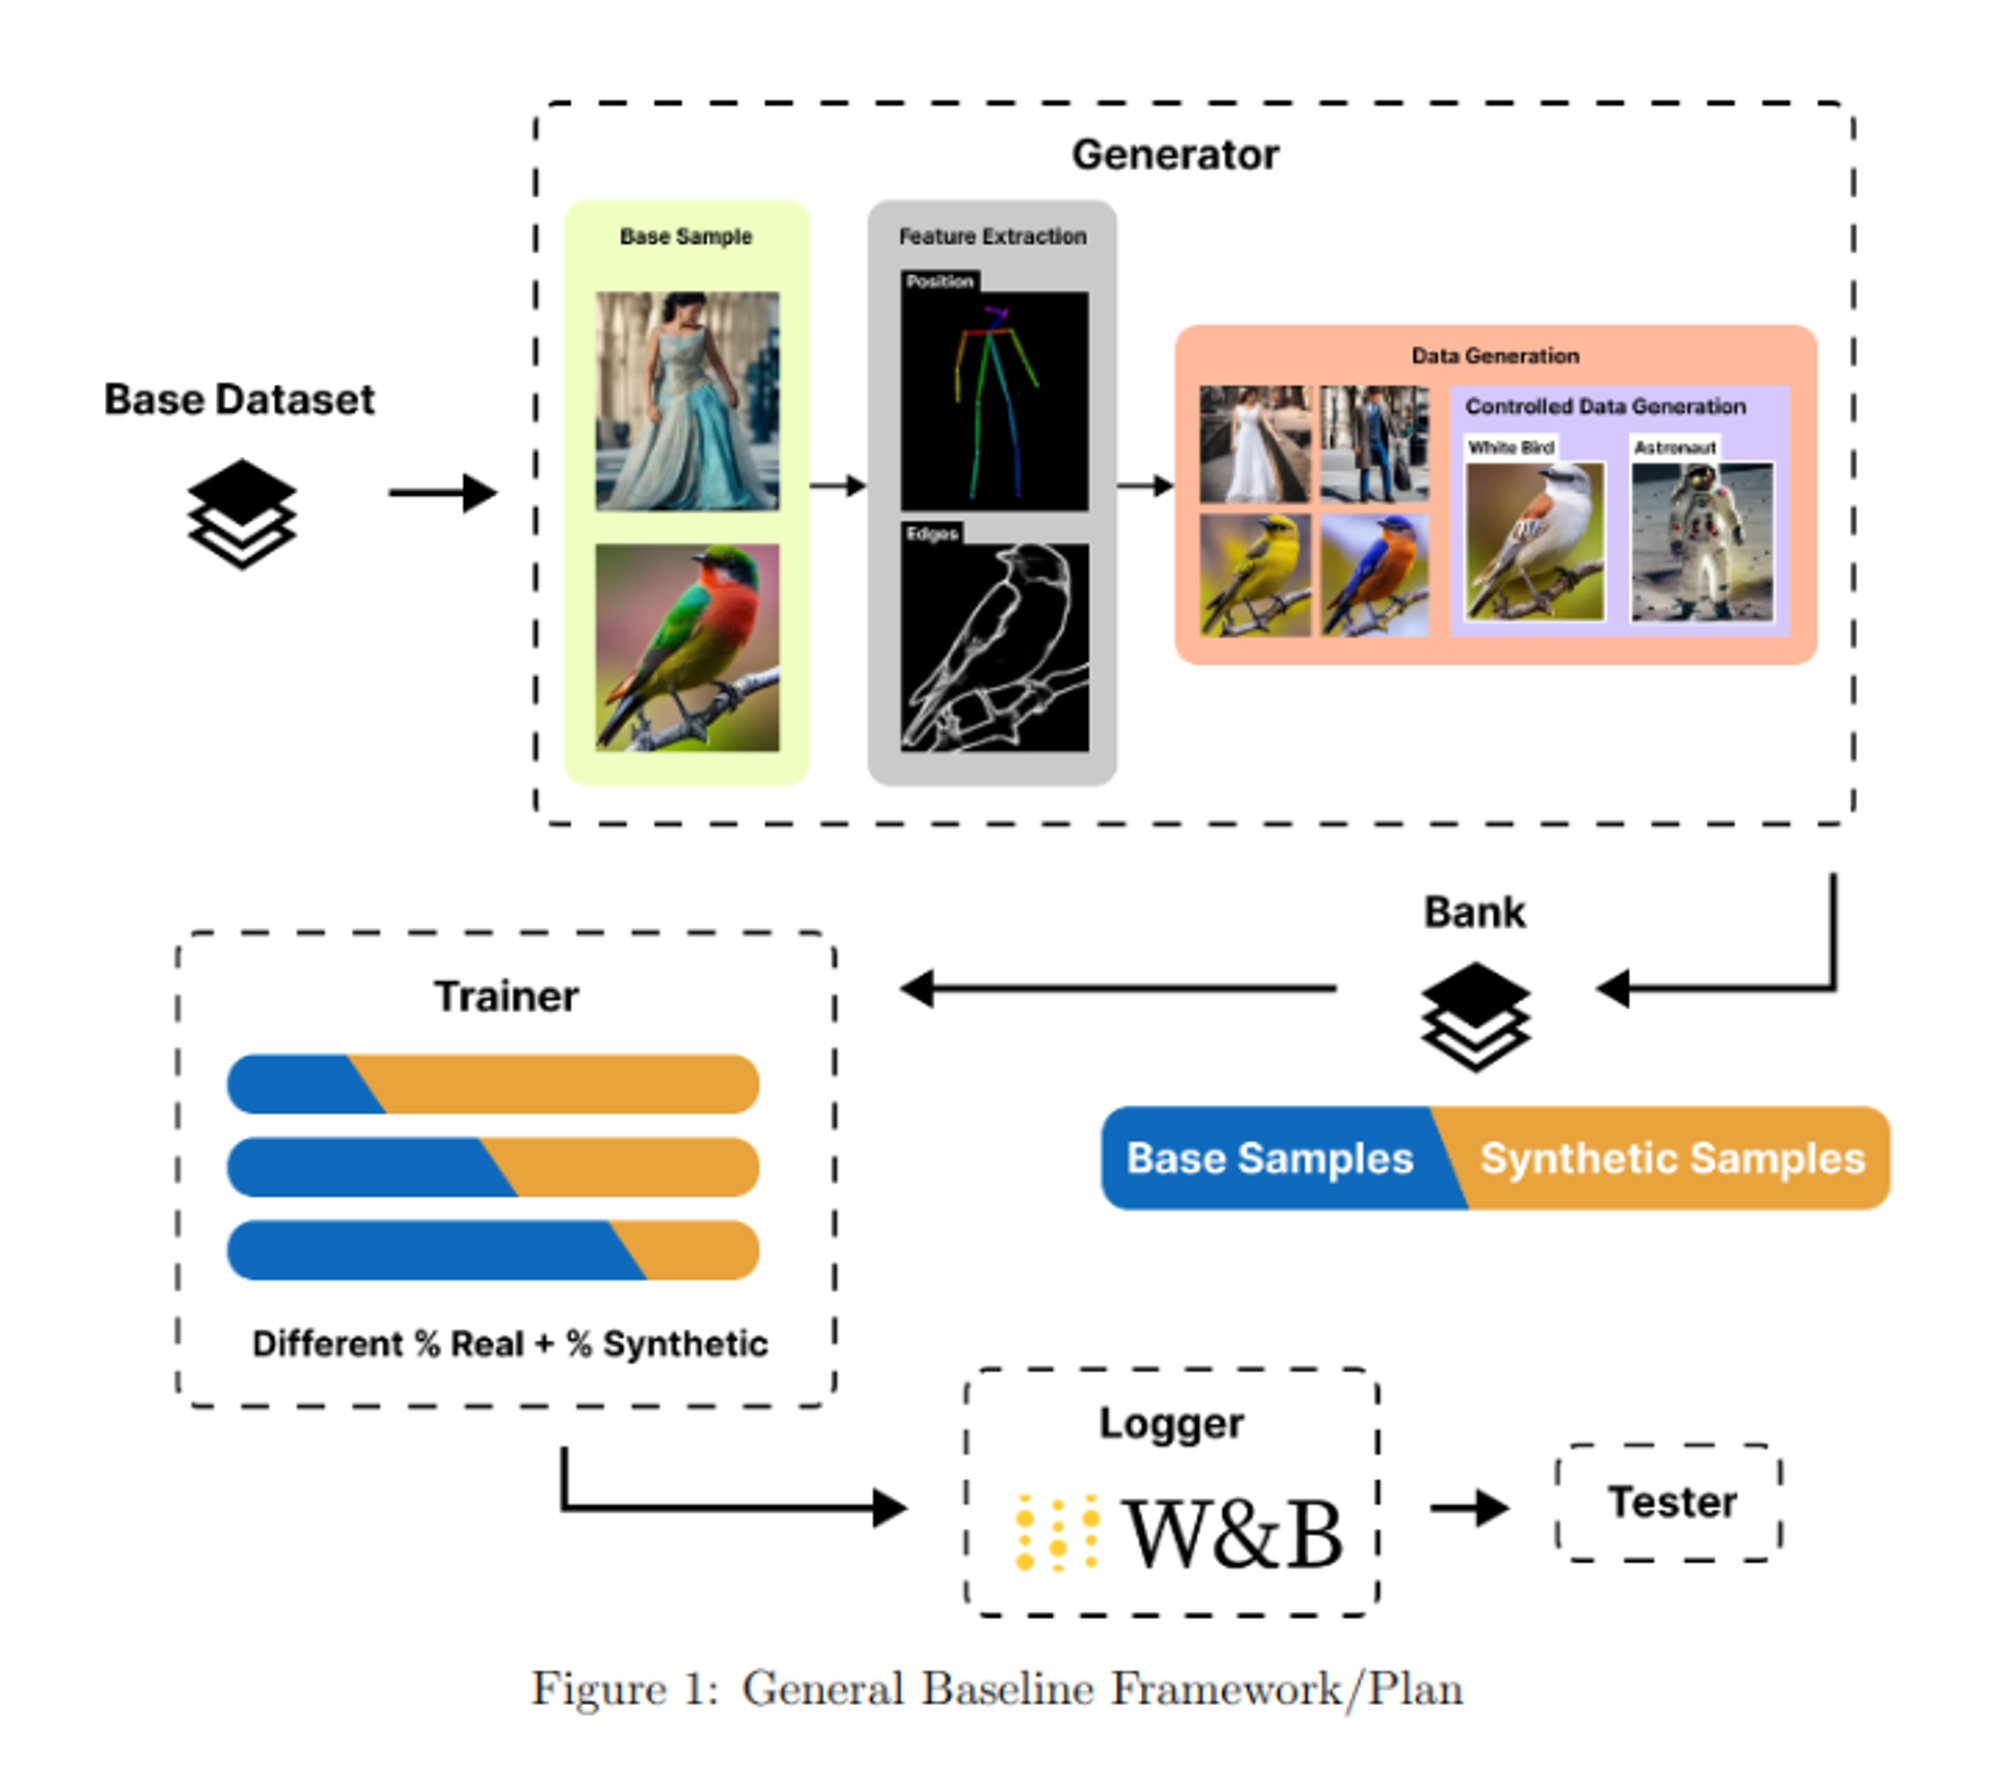 Generator
Base Sample
Feature Extraction
Position
Data Generation
Base Dataset
Controlled Data Generation
White Bird
Astronaut
Edges
Bank
Trainer
Base Samples
Synthetic Samples
Different % Real + % Synthetic
Logger
W&B
Tester
Figure 1: General Baseline Framework/Plan